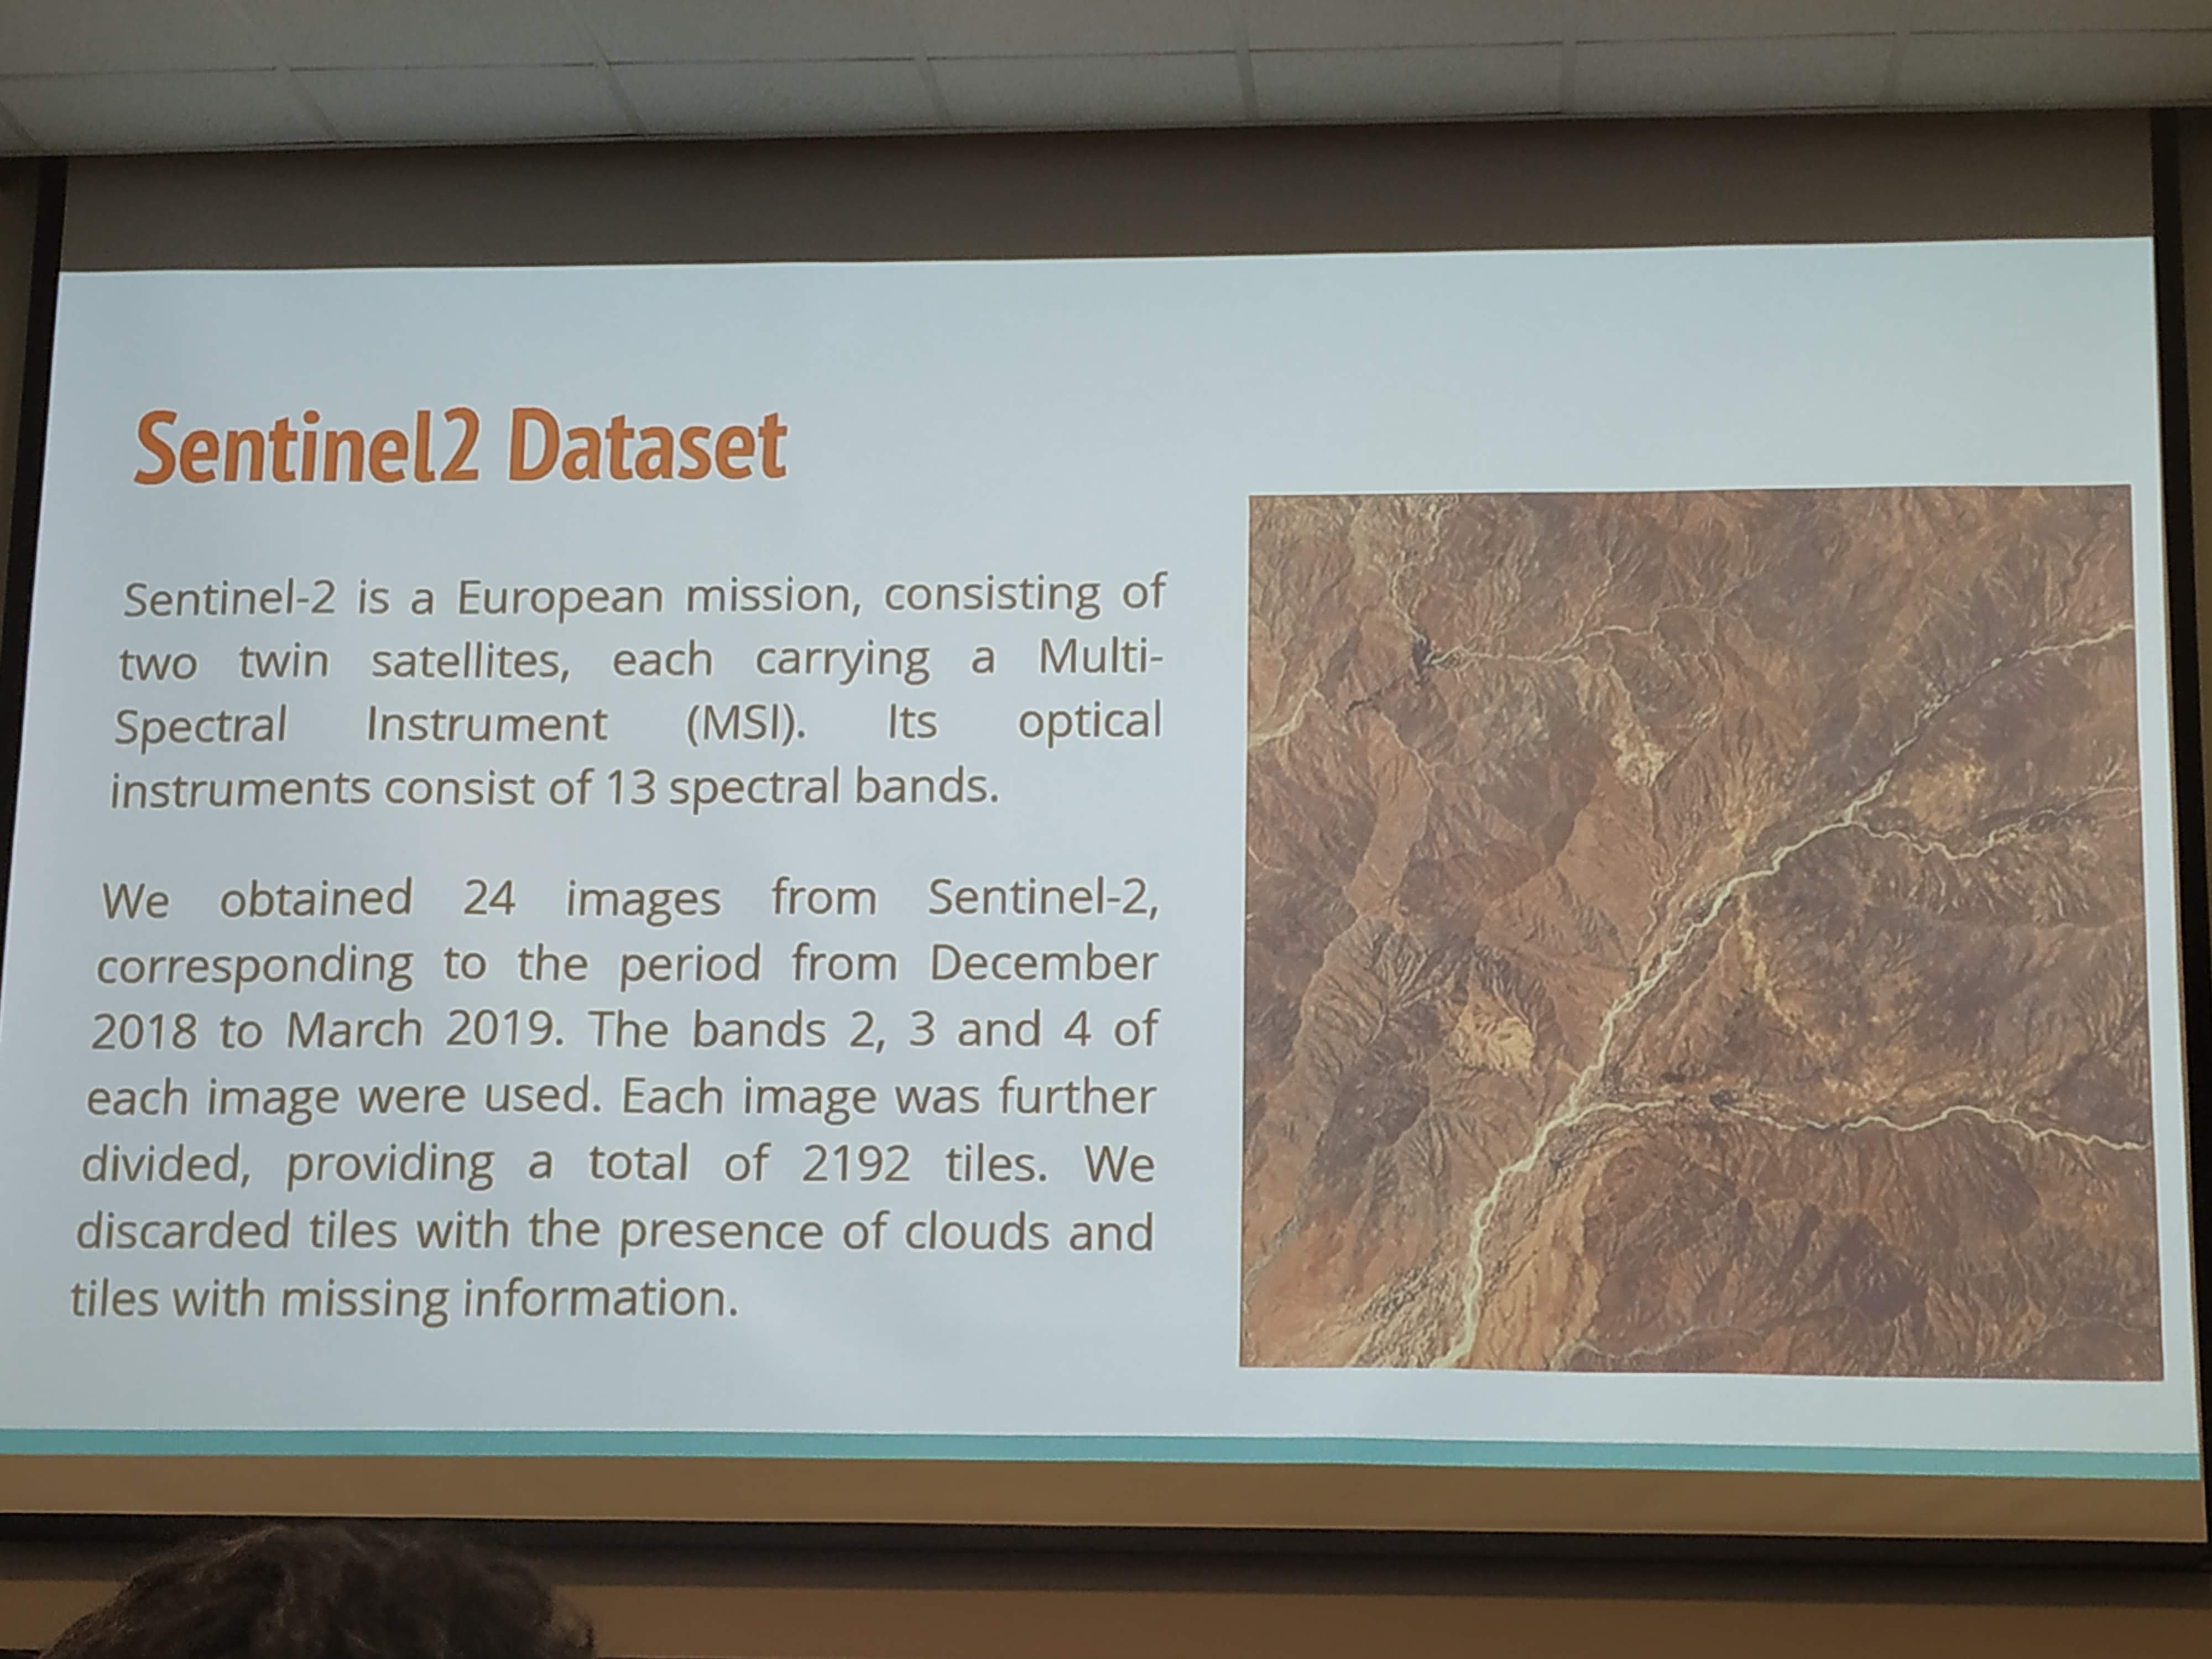 Sentinel2 Dataset
Sentinel-2 is a European mission, consisting of
two twin satellites, each carrying a Multi-
Spectral Instrument (MSI). Its optical
instruments consist of 13 spectral bands.
We obtained 24 images from Sentinel-2,
corresponding to the period from December
2018 to March 2019. The bands 2, 3 and 4 of
each image were used. Each image was further
divided, providing a total of 2192 tiles. We
discarded tiles with the presence of clouds and
tiles with missing information.